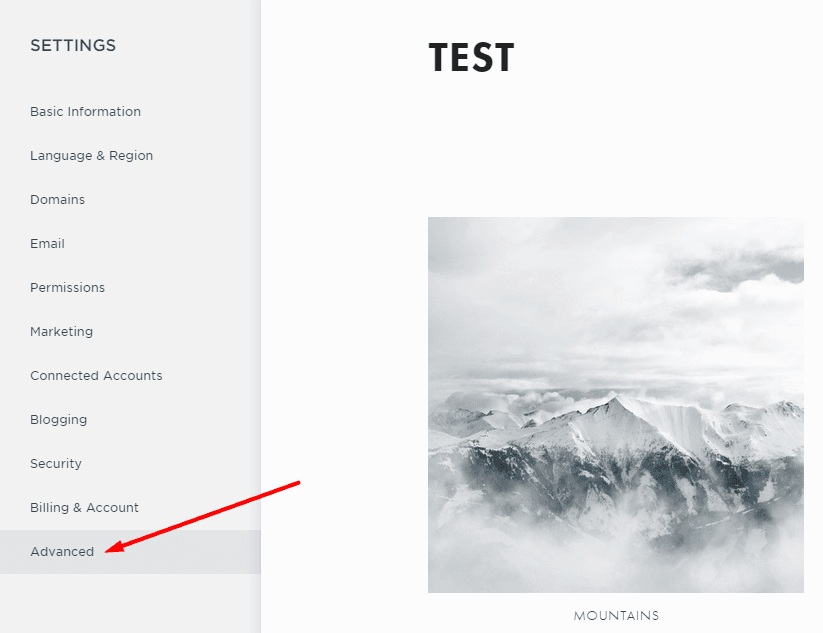 SETTINGS
Basic Information
Language & Region
Domains
Email
Permissions
Marketing
Connected Accounts
Blogging
Security
Billing & Account
Advanced
TEST
MOUNTAINS